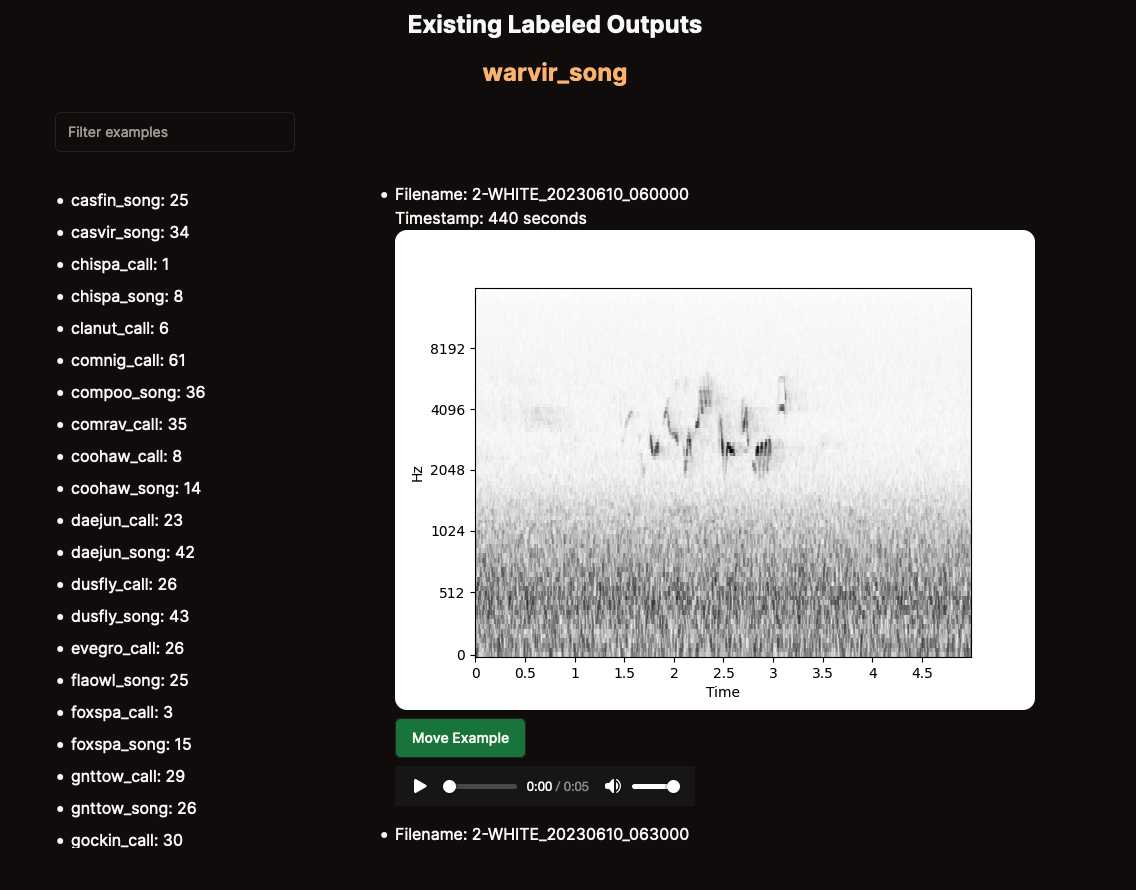 Existing Labeled Outputs
warvir_song
Filter examples
casfin_song: 25
casvir_song: 34
chispa_call: 1
chispa_song: 8
clanut_call: 6
comnig_call: 61
compoo_song: 36
comrav_call: 35
coohaw_call: 8
coohaw_song: 14
daejun_call: 23
daejun_song: 42
dusfly_call: 26
dusfly_song: 43
evegro_call: 26
flaowl_song: 25
foxspa_call: 3
foxspa_song: 15
gnttow_call: 29
gnttow_song: 26
gockin_call: 30
Filename: 2-WHITE_20230610_060000
Timestamp: 440 seconds
8192
4096
2048
1024
512
0
Hz
0 0.5 1 1.5 2 2.5 3 3.5 4 4.5
Time
Move Example
0:00 / 0:05
Filename: 2-WHITE_20230610_063000